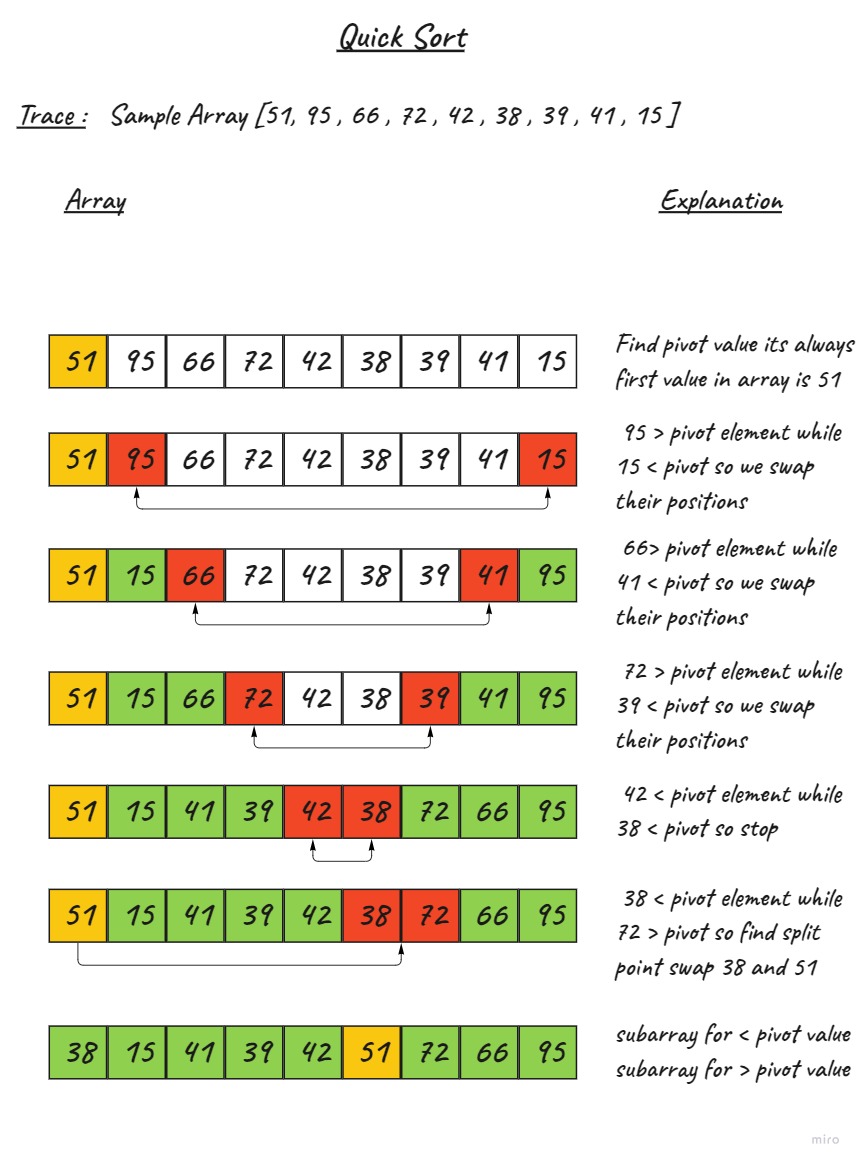 Quick Sort
Trace : Sample Array [51, 95 , 66 , 72 , 42 , 38 , 39 , 41 , 15 ]
Array
Explanation
51 95 66 72 42 38 39 41 15
Find pivot value its always
first value in array is 51
51 95 66 72 42 38 39 41 15
95 > pivot element while
15 < pivot so we swap
their positions
51 15 66 72 42 38 39 41 95
66> pivot element while
41 < pivot so we swap
their positions
51 15 66 72 42 38 39 41 95
72 > pivot element while
39 < pivot so we swap
their positions
51 15 41 39 42 38 72 66 95
42 < pivot element while
38 < pivot so stop
51 15 41 39 42 38 72 66 95
38 < pivot element while
72 > pivot so find split
point swap 38 and 51
38 15 41 39 42 51 72 66 95
subarray for < pivot value
subarray for > pivot value
miro